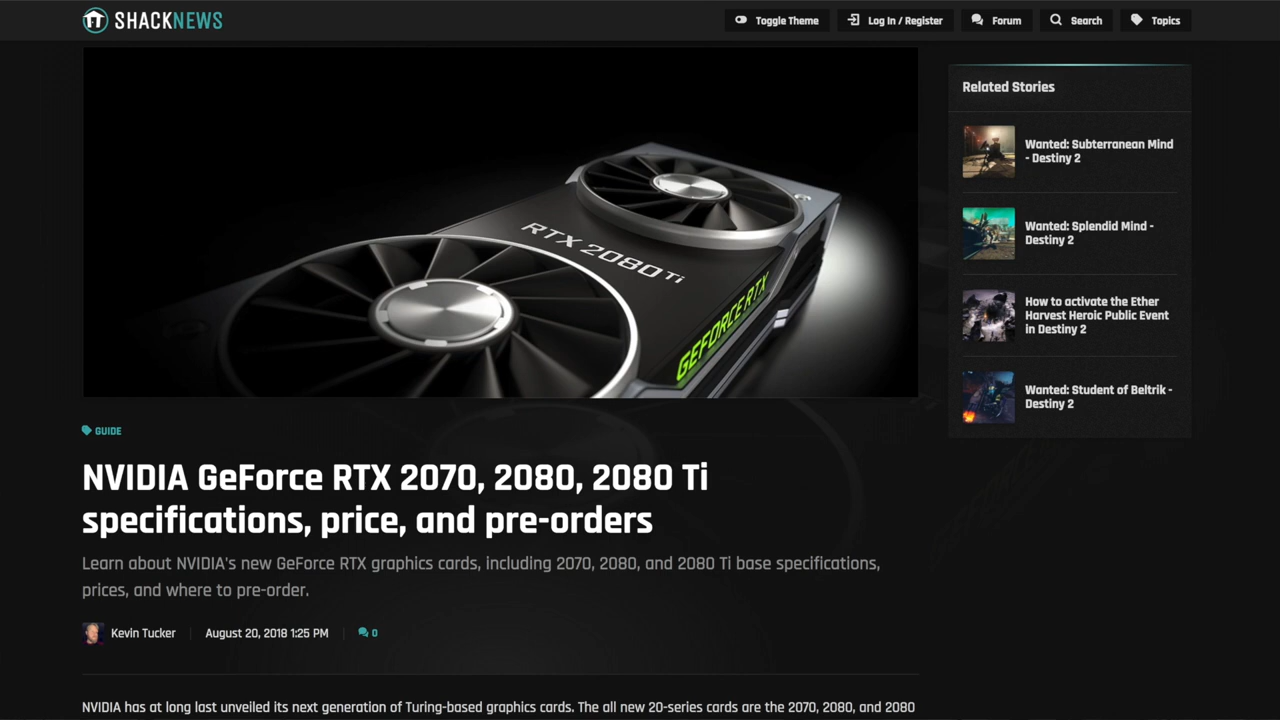 SHACKNEWS
Toggle Theme
Log In / Register
Forum
Search
Topics
RTX 2080 Ti
GEFORCE RTX
GUIDE
NVIDIA GeForce RTX 2070, 2080, 2080 Ti
specifications, price, and pre-orders
Learn about NVIDIA's new GeForce RTX graphics cards, including 2070, 2080, and 2080 Ti base specifications,
prices, and where to pre-order.
Kevin Tucker
August 20, 2018 1:25 PM
0
NVIDIA has at long last unveiled its next generation of Turing-based graphics cards. The all new 20-series cards are the 2070, 2080, and 2080
Related Stories
Wanted: Subterranean Mind
- Destiny 2
Wanted: Splendid Mind -
Destiny 2
How to activate the Ether
Harvest Heroic Public Event
in Destiny 2
Wanted: Student of Beltrik -
Destiny 2